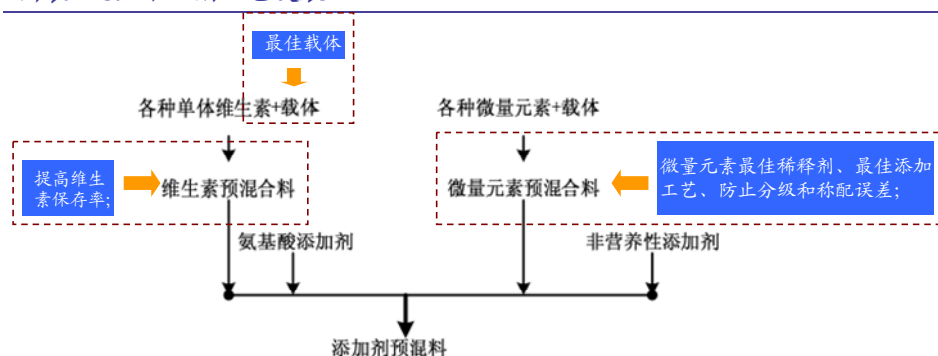 最佳载体
各种单体维生素+载体
各种微量元素+载体
提高维生
素保存率;
维生素预混合料
微量元素预混合料
微量元素最佳稀释剂、最佳添加
工艺、防止分级和称配误差;
氨基酸添加剂
非营养性添加剂
添加剂预混料